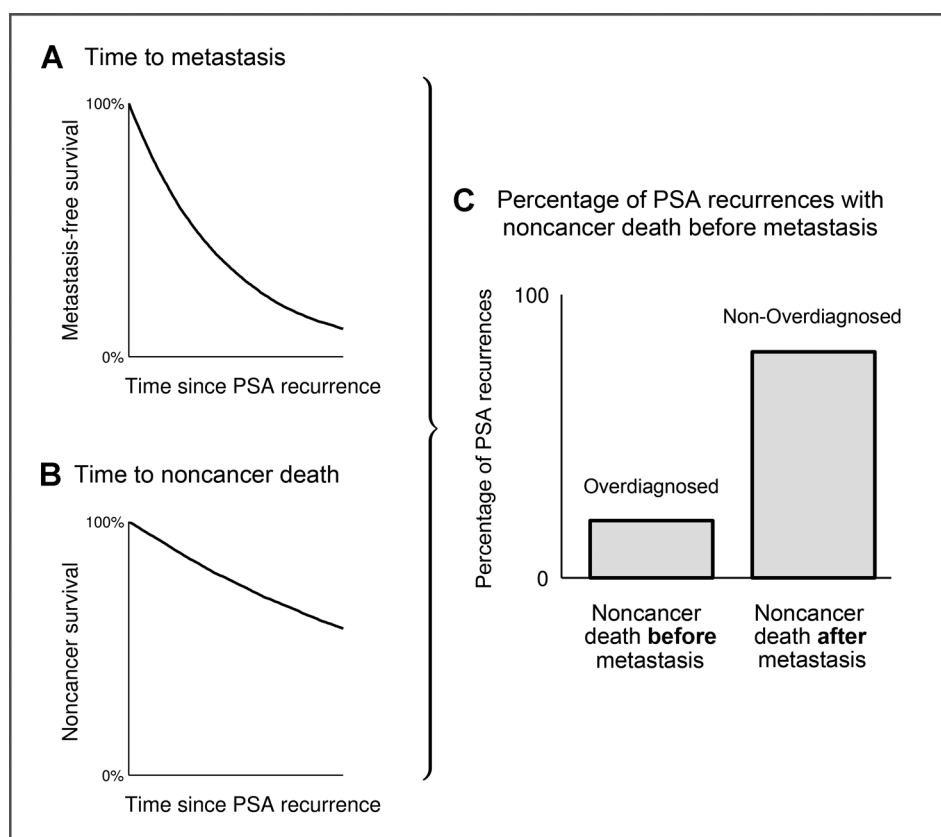 A Time to metastasis
100%
Metastasis-free survival
0%
Time since PSA recurrence
B Time to noncancer death
100%
Noncancer survival
0%
Time since PSA recurrence
C Percentage of PSA recurrences with
noncancer death before metastasis
100
Percentage of PSA recurrences
0
Non-Overdiagnosed
Overdiagnosed
Noncancer
death before
metastasis
Noncancer
death after
metastasis